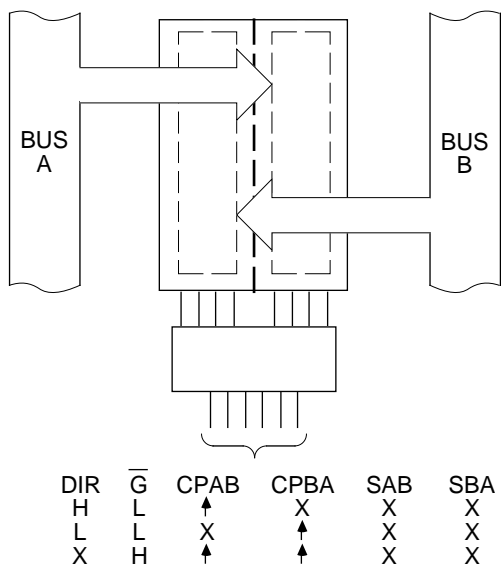 BUS
A
BUS
B
DIR G̅ CPAB CPBA SAB SBA
H L ↑ X X X
L L X ↑ X X
X H ↑ ↑ X X